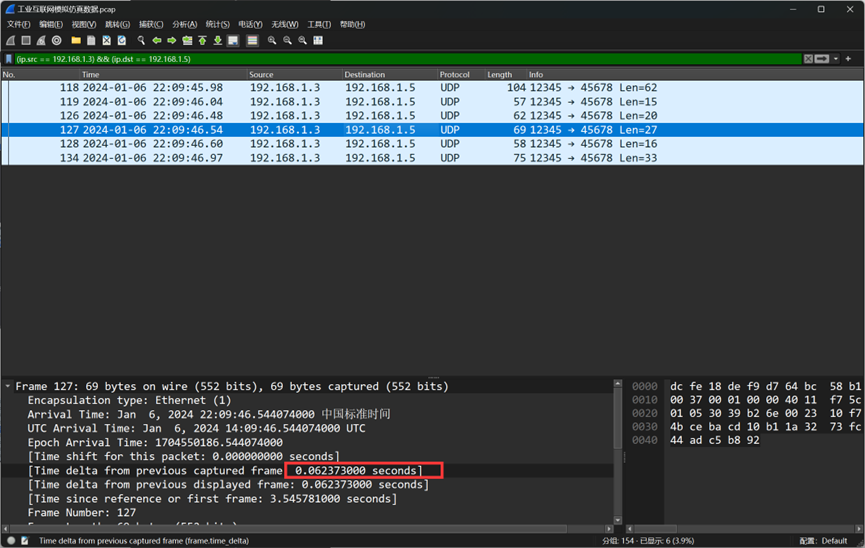 工业互联网模拟仿真数据.pcap
文件(F) 编辑(E) 视图(V) 跳转(G) 捕获(C) 分析(A) 统计(S) 电话(Y) 无线(W) 工具(T) 帮助(H)
(ip.src == 192.168.1.3) && (ip.dst == 192.168.1.5)
No. Time Source Destination Protocol Length Info
118 2024-01-06 22:09:45.98 192.168.1.3 192.168.1.5 UDP 104 12345 → 45678 Len=62
119 2024-01-06 22:09:46.04 192.168.1.3 192.168.1.5 UDP 57 12345 → 45678 Len=15
126 2024-01-06 22:09:46.48 192.168.1.3 192.168.1.5 UDP 62 12345 → 45678 Len=20
127 2024-01-06 22:09:46.54 192.168.1.3 192.168.1.5 UDP 69 12345 → 45678 Len=27
128 2024-01-06 22:09:46.60 192.168.1.3 192.168.1.5 UDP 58 12345 → 45678 Len=16
134 2024-01-06 22:09:46.97 192.168.1.3 192.168.1.5 UDP 75 12345 → 45678 Len=33
Frame 127: 69 bytes on wire (552 bits), 69 bytes captured (552 bits)
Encapsulation type: Ethernet (1)
Arrival Time: Jan  6, 2024 22:09:46.544074000 中国标准时间
UTC Arrival Time: Jan  6, 2024 14:09:46.544074000 UTC
Epoch Arrival Time: 1704550186.544074000
[Time shift for this packet: 0.000000000 seconds]
[Time delta from previous captured frame 0.062373000 seconds]
[Time delta from previous displayed frame: 0.062373000 seconds]
[Time since reference or first frame: 3.545781000 seconds]
Frame Number: 127
0000 dc fe 18 de f9 d7 64 bc 58 b1
0010 00 37 00 01 00 00 40 11 f7 5c
0020 01 05 30 39 b2 6e 00 23 10 f7
0030 4b ce ba cd 10 b1 1a 32 73 fc
0040 44 ad c5 b8 92
Time delta from previous captured frame (frame.time_delta)
分组: 154 · 已显示: 6 (3.9%)
配置: Default